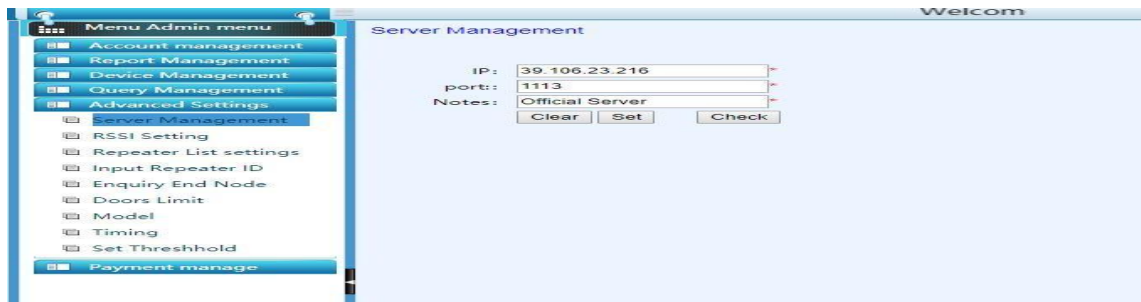 Welcom
Menu Admin menu
Account management
Report Management
Device Management
Query Management
Advanced Settings
Server Management
RSSI Setting
Repeater List settings
Input Repeater ID
Enquiry End Node
Doors Limit
Model
Timing
Set Threshhold
Payment manage
Server Management
IP: 39.106.23.216 *
port:: 1113 *
Notes: Official Server *
Clear Set Check